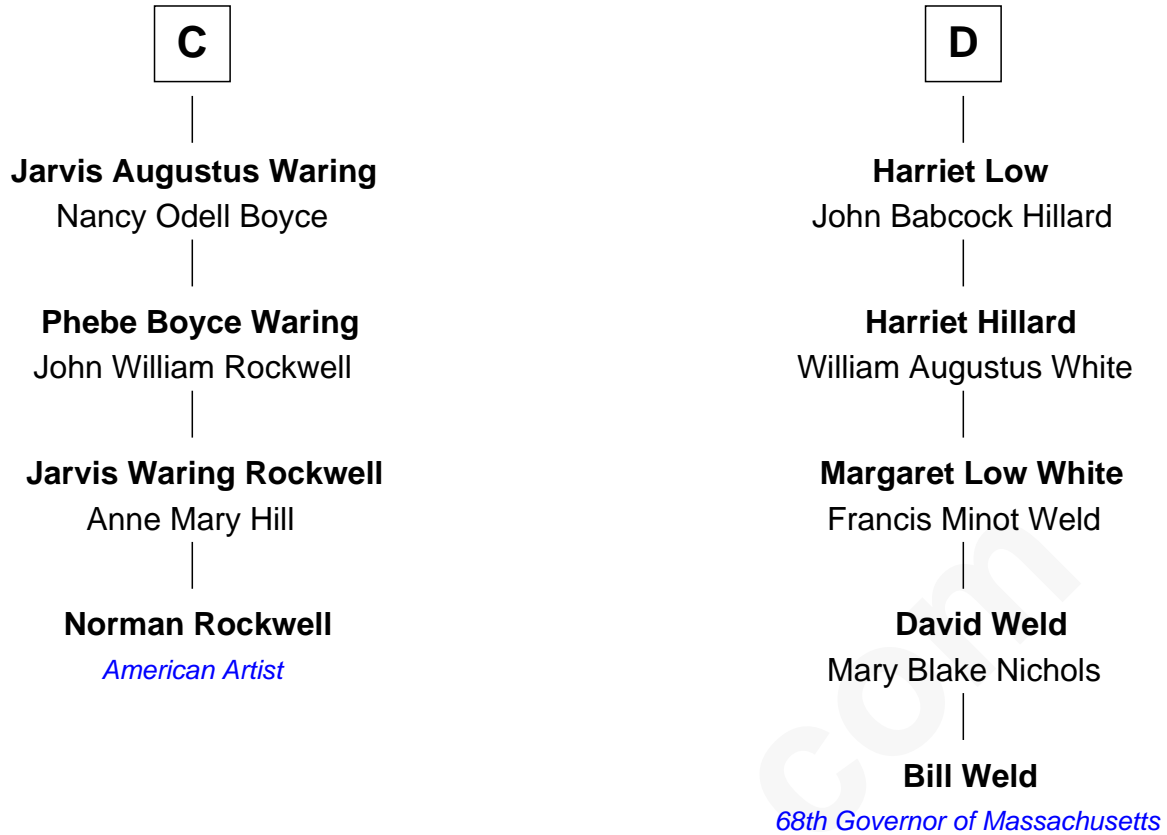 C
Jarvis Augustus Waring
Nancy Odell Boyce
Phebe Boyce Waring
John William Rockwell
Jarvis Waring Rockwell
Anne Mary Hill
Norman Rockwell
American Artist
D
Harriet Low
John Babcock Hillard
Harriet Hillard
William Augustus White
Margaret Low White
Francis Minot Weld
David Weld
Mary Blake Nichols
Bill Weld
68th Governor of Massachusetts
com